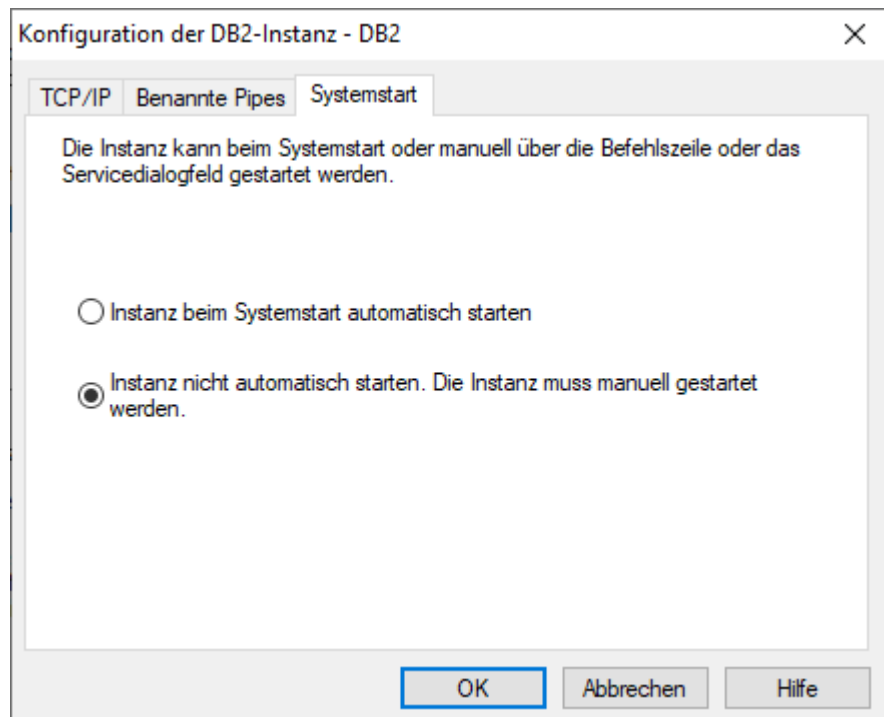 Konfiguration der DB2-Instanz - DB2
TCP/IP Benannte Pipes Systemstart
Die Instanz kann beim Systemstart oder manuell über die Befehlszeile oder das
Servicedialogfeld gestartet werden.
Instanz beim Systemstart automatisch starten
Instanz nicht automatisch starten. Die Instanz muss manuell gestartet
werden.
OK Abbrechen Hilfe